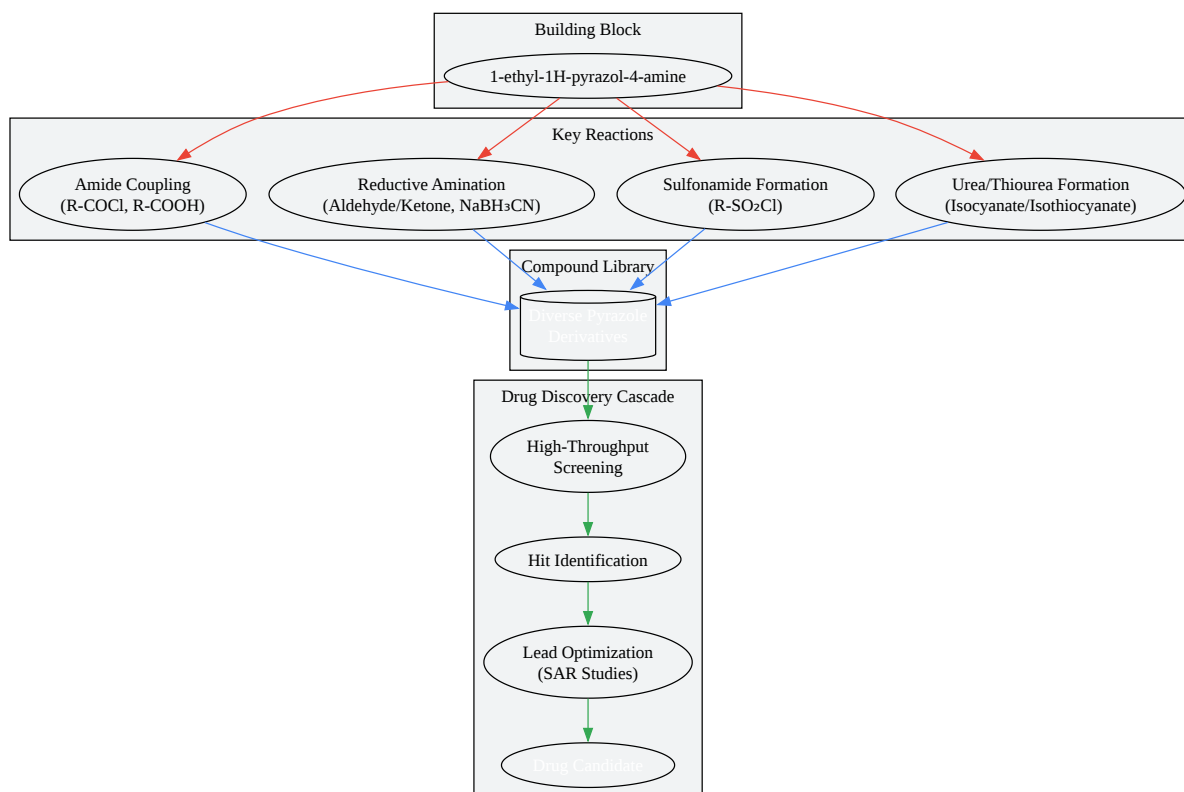 Building Block
1-ethyl-1H-pyrazol-4-amine
Key Reactions
Amide Coupling
(R-COCl, R-COOH)
Reductive Amination
(Aldehyde/Ketone, NaBH₃CN)
Sulfonamide Formation
(R-SO₂Cl)
Urea/Thiourea Formation
(Isocyanate/Isothiocyanate)
Compound Library
Diverse Pyrazole
Derivatives
Drug Discovery Cascade
High-Throughput
Screening
Hit Identification
Lead Optimization
(SAR Studies)
Drug Candidate